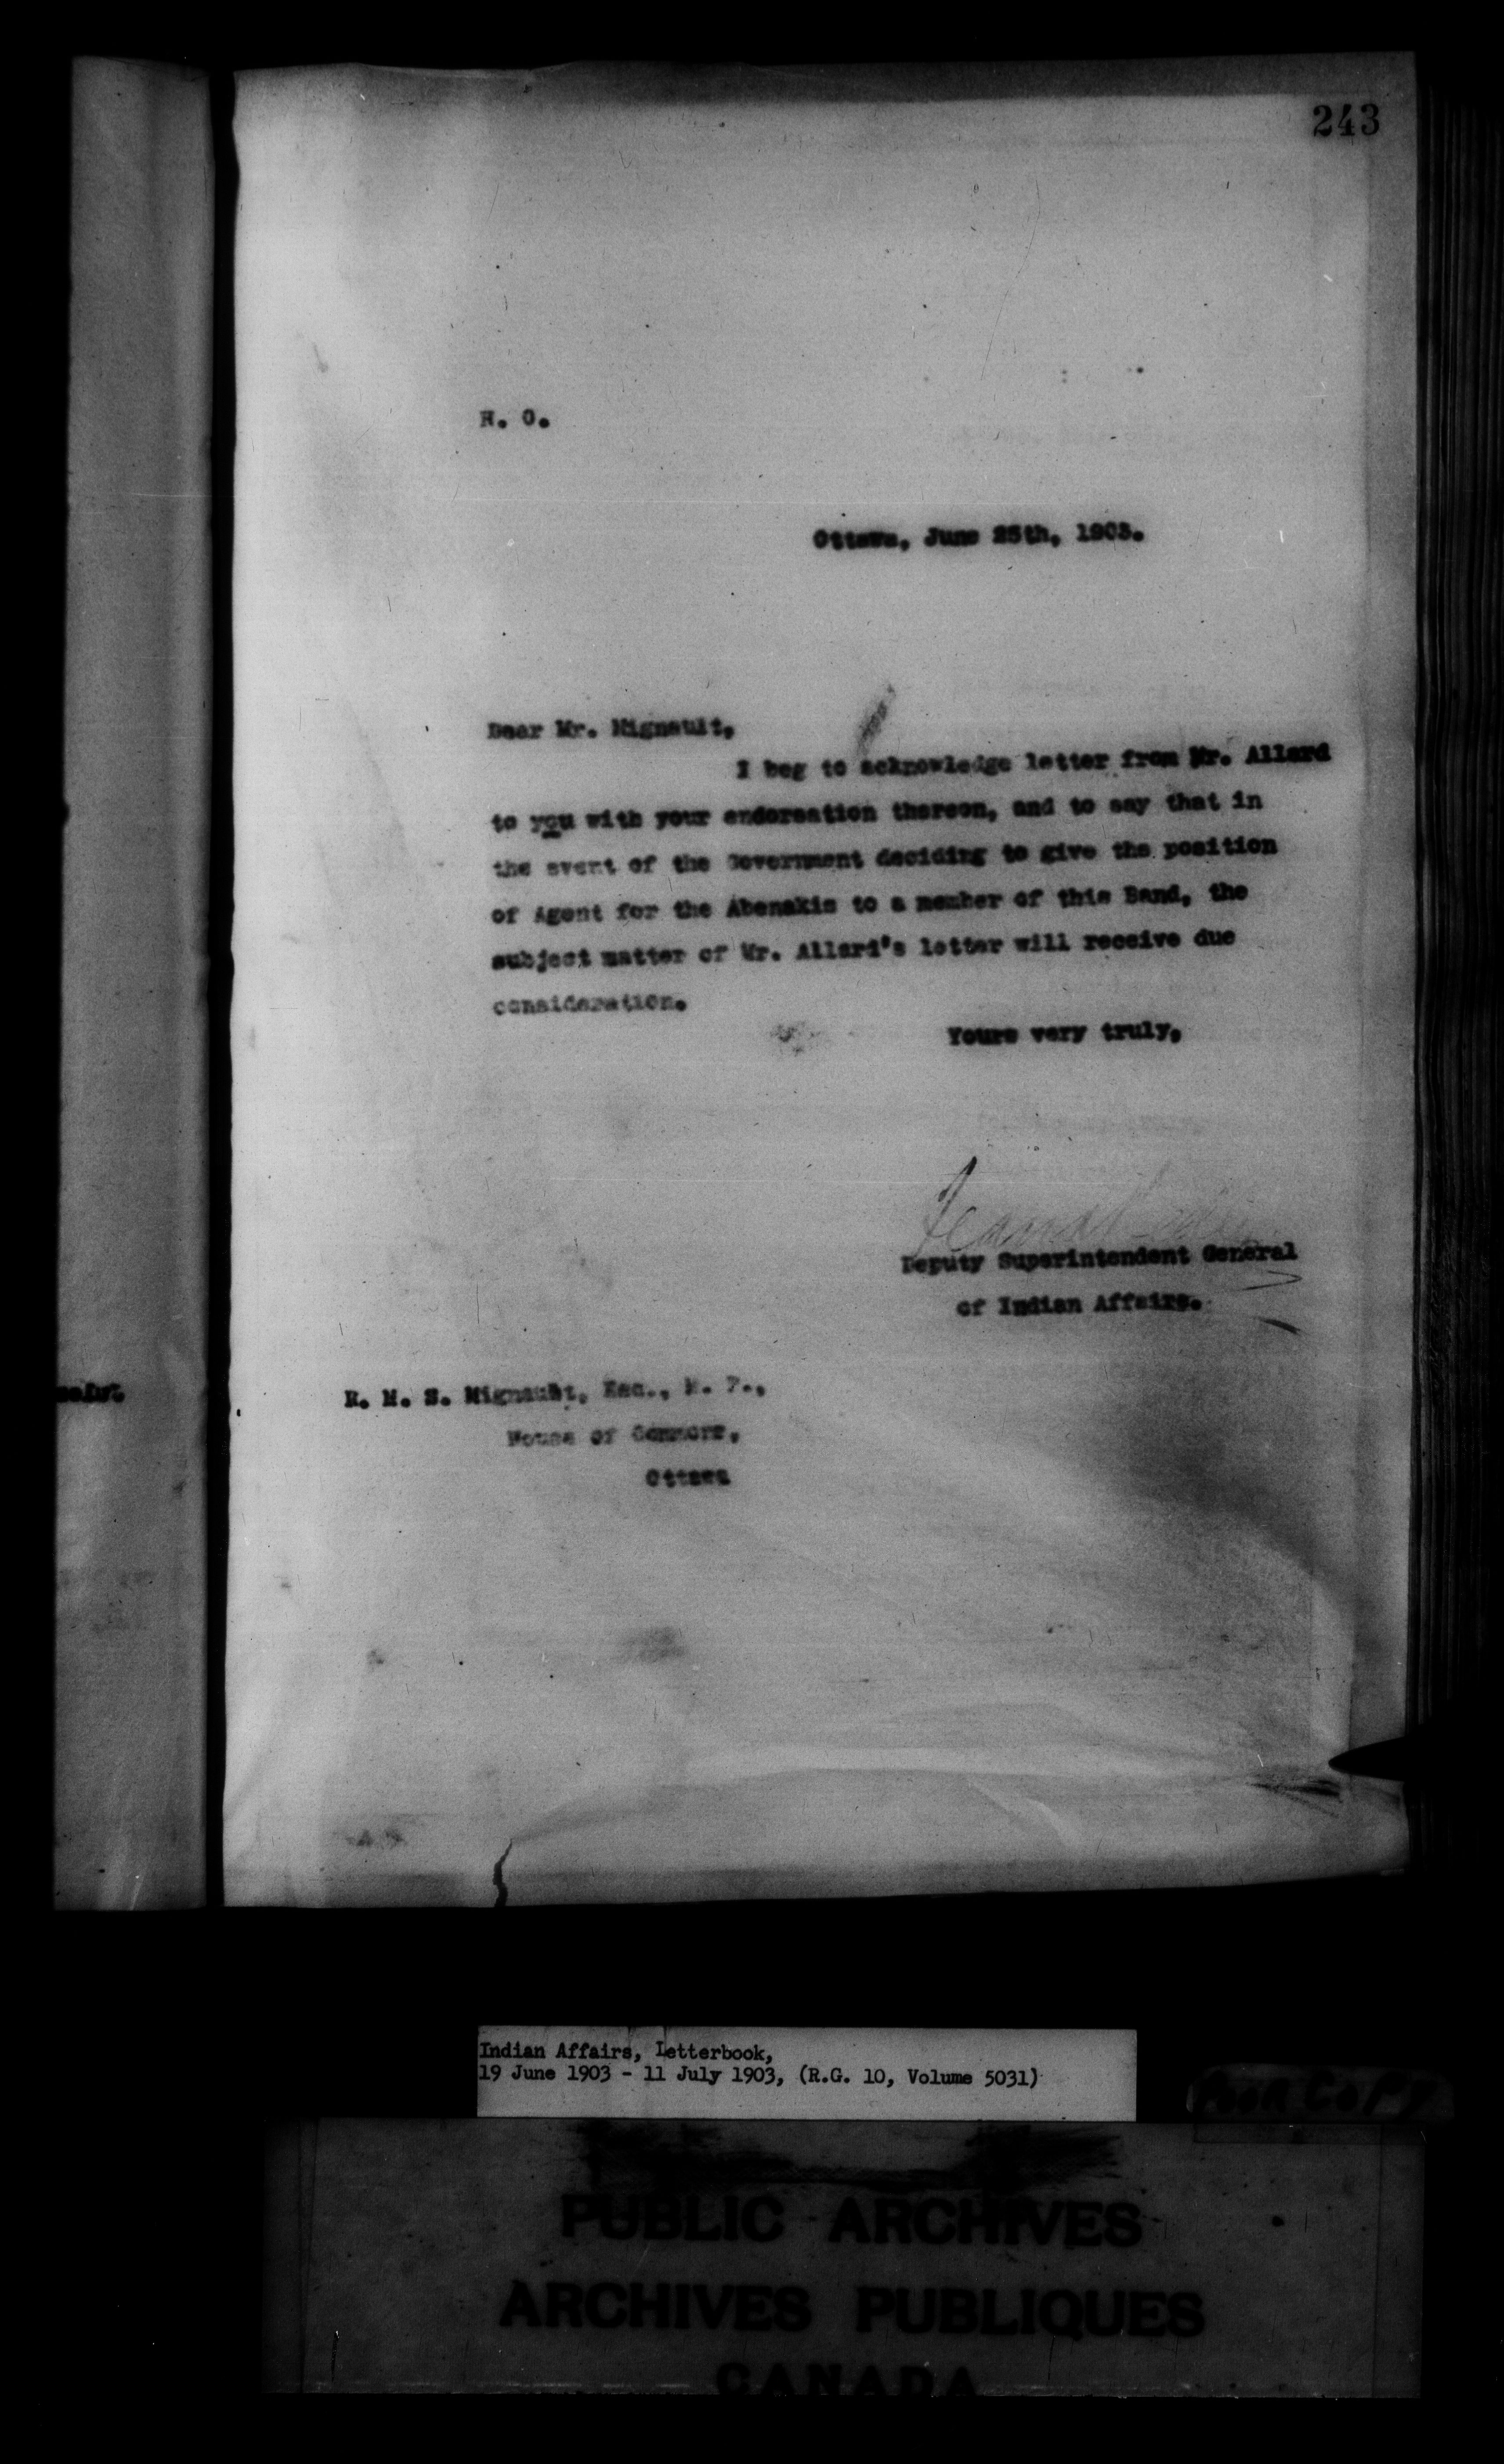 243
H. O.
Ottawa, June 25th, 1903.
Dear Mr. Mignault,
I beg to acknowledge letter from Mr. Allard
to you with your endorsation thereon, and to say that in
the event of the Government deciding to give the position
of Agent for the Abenakis to a member of this Band, the
subject matter of Mr. Allard's letter will receive due
consideration.
Yours very truly,
Deputy Superintendent General
of Indian Affairs.
R. M. S. Mignault, Esq., M. P.,
House of Commons,
Ottawa
Indian Affairs, Letterbook,
19 June 1903 - 11 July 1903, (R.G. 10, Volume 5031)
POOR COPY
PUBLIC ARCHIVES
ARCHIVES PUBLIQUES
CANADA